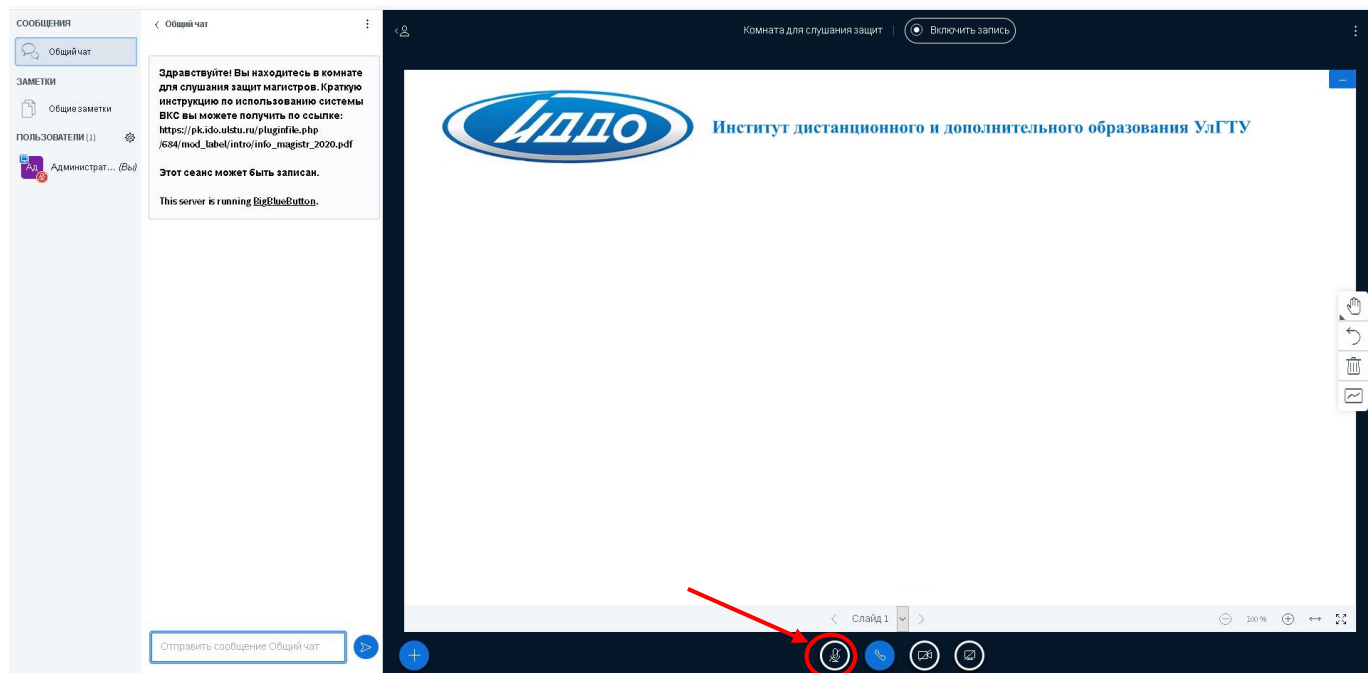 СООБЩЕНИЯ
Общий чат
ЗАМЕТКИ
Общие заметки
ПОЛЬЗОВАТЕЛИ (1)
Ад
Администрат... (Вы)
Общий чат
Здравствуйте! Вы находитесь в комнате
для слушания защит магистров. Краткую
инструкцию по использованию системы
ВКС вы можете получить по ссылке:
https://pk.ido.ulstu.ru/pluginfile.php
/684/mod_label/intro/info_magistr_2020.pdf
Этот сеанс может быть записан.
This server is running BigBlueButton.
Отправить сообщение Общий чат
Комната для слушания защит | Включить запись
ИДДО
Институт дистанционного и дополнительного образования УлГТУ
Слайд 1
100 %